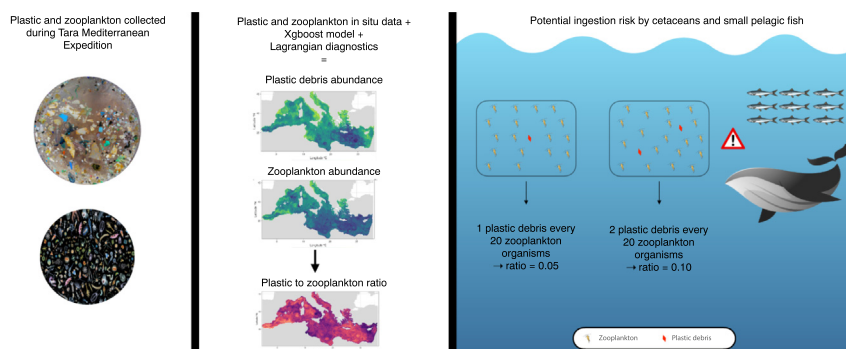 Plastic and zooplankton collected
during Tara Mediterranean
Expedition
Plastic and zooplankton in situ data +
Xgboost model +
Lagrangian diagnostics
=
Plastic debris abundance
Zooplankton abundance
Plastic to zooplankton ratio
Potential ingestion risk by cetaceans and small pelagic fish
1 plastic debris every
20 zooplankton
organisms
→ ratio = 0.05
2 plastic debris every
20 zooplankton
organisms
→ ratio = 0.10
Zooplankton
Plastic debris